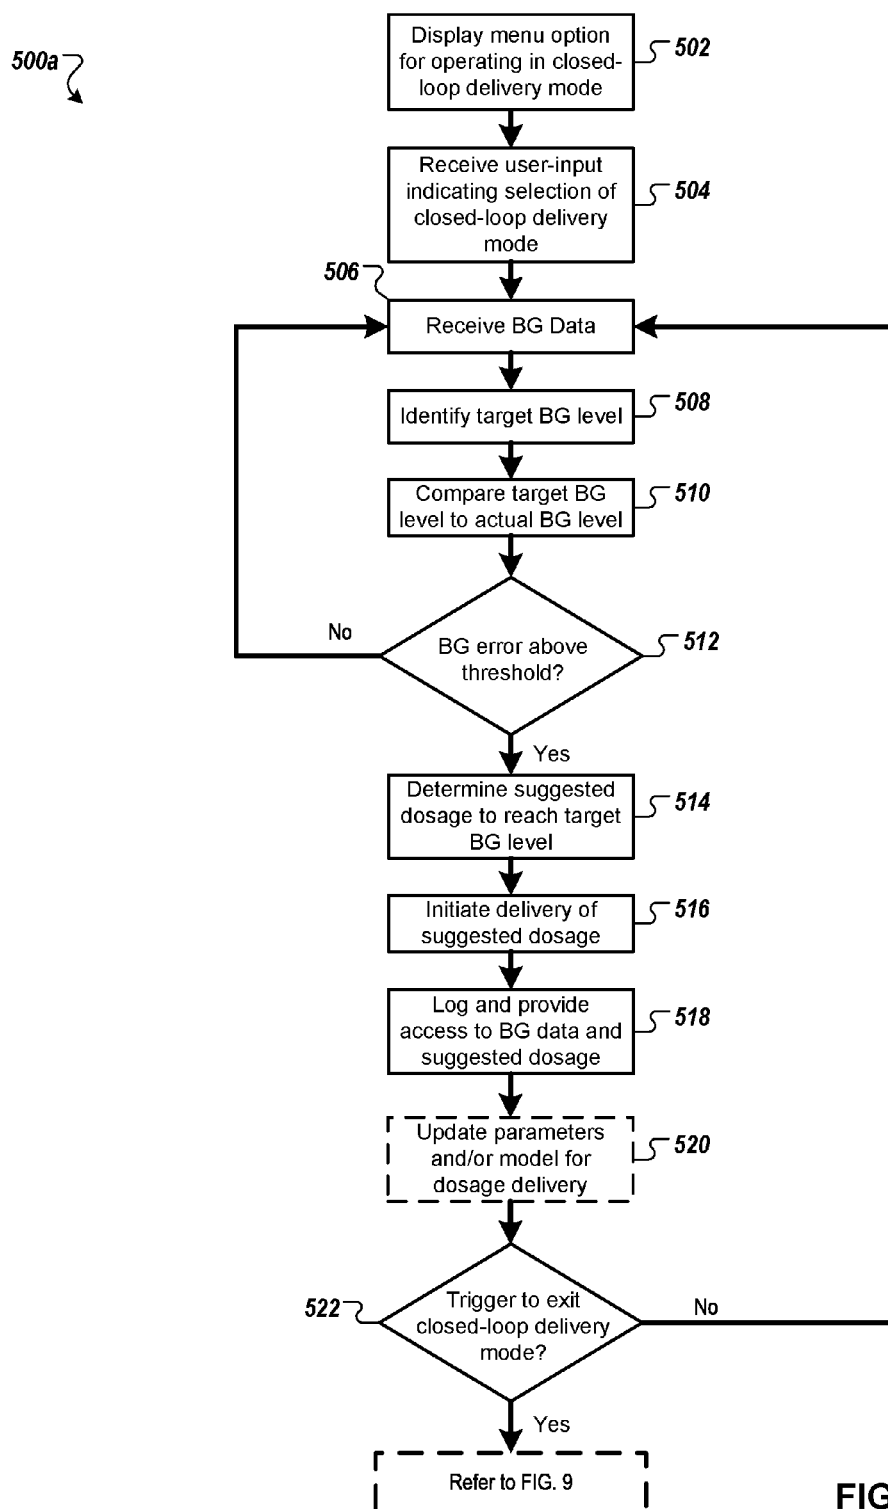 500a
Display menu option
for operating in closed-
loop delivery mode
502
Receive user-input
indicating selection of
closed-loop delivery
mode
504
506
Receive BG Data
Identify target BG level
508
Compare target BG
level to actual BG level
510
No
BG error above
threshold?
512
Yes
Determine suggested
dosage to reach target
BG level
514
Initiate delivery of
suggested dosage
516
Log and provide
access to BG data and
suggested dosage
518
Update parameters
and/or model for
dosage delivery
520
522
Trigger to exit
closed-loop delivery
mode?
No
Yes
Refer to FIG. 9
FIG